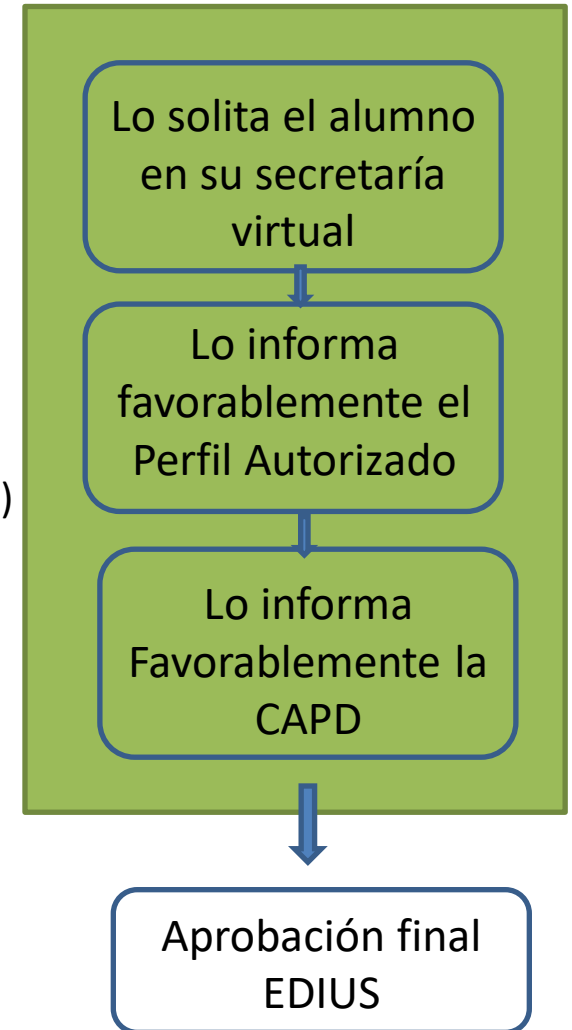 Lo solita el alumno
en su secretaría
virtual
Lo informa
favorablemente el
Perfil Autorizado
)
Lo informa
Favorablemente la
CAPD
Aprobación final
EDIUS